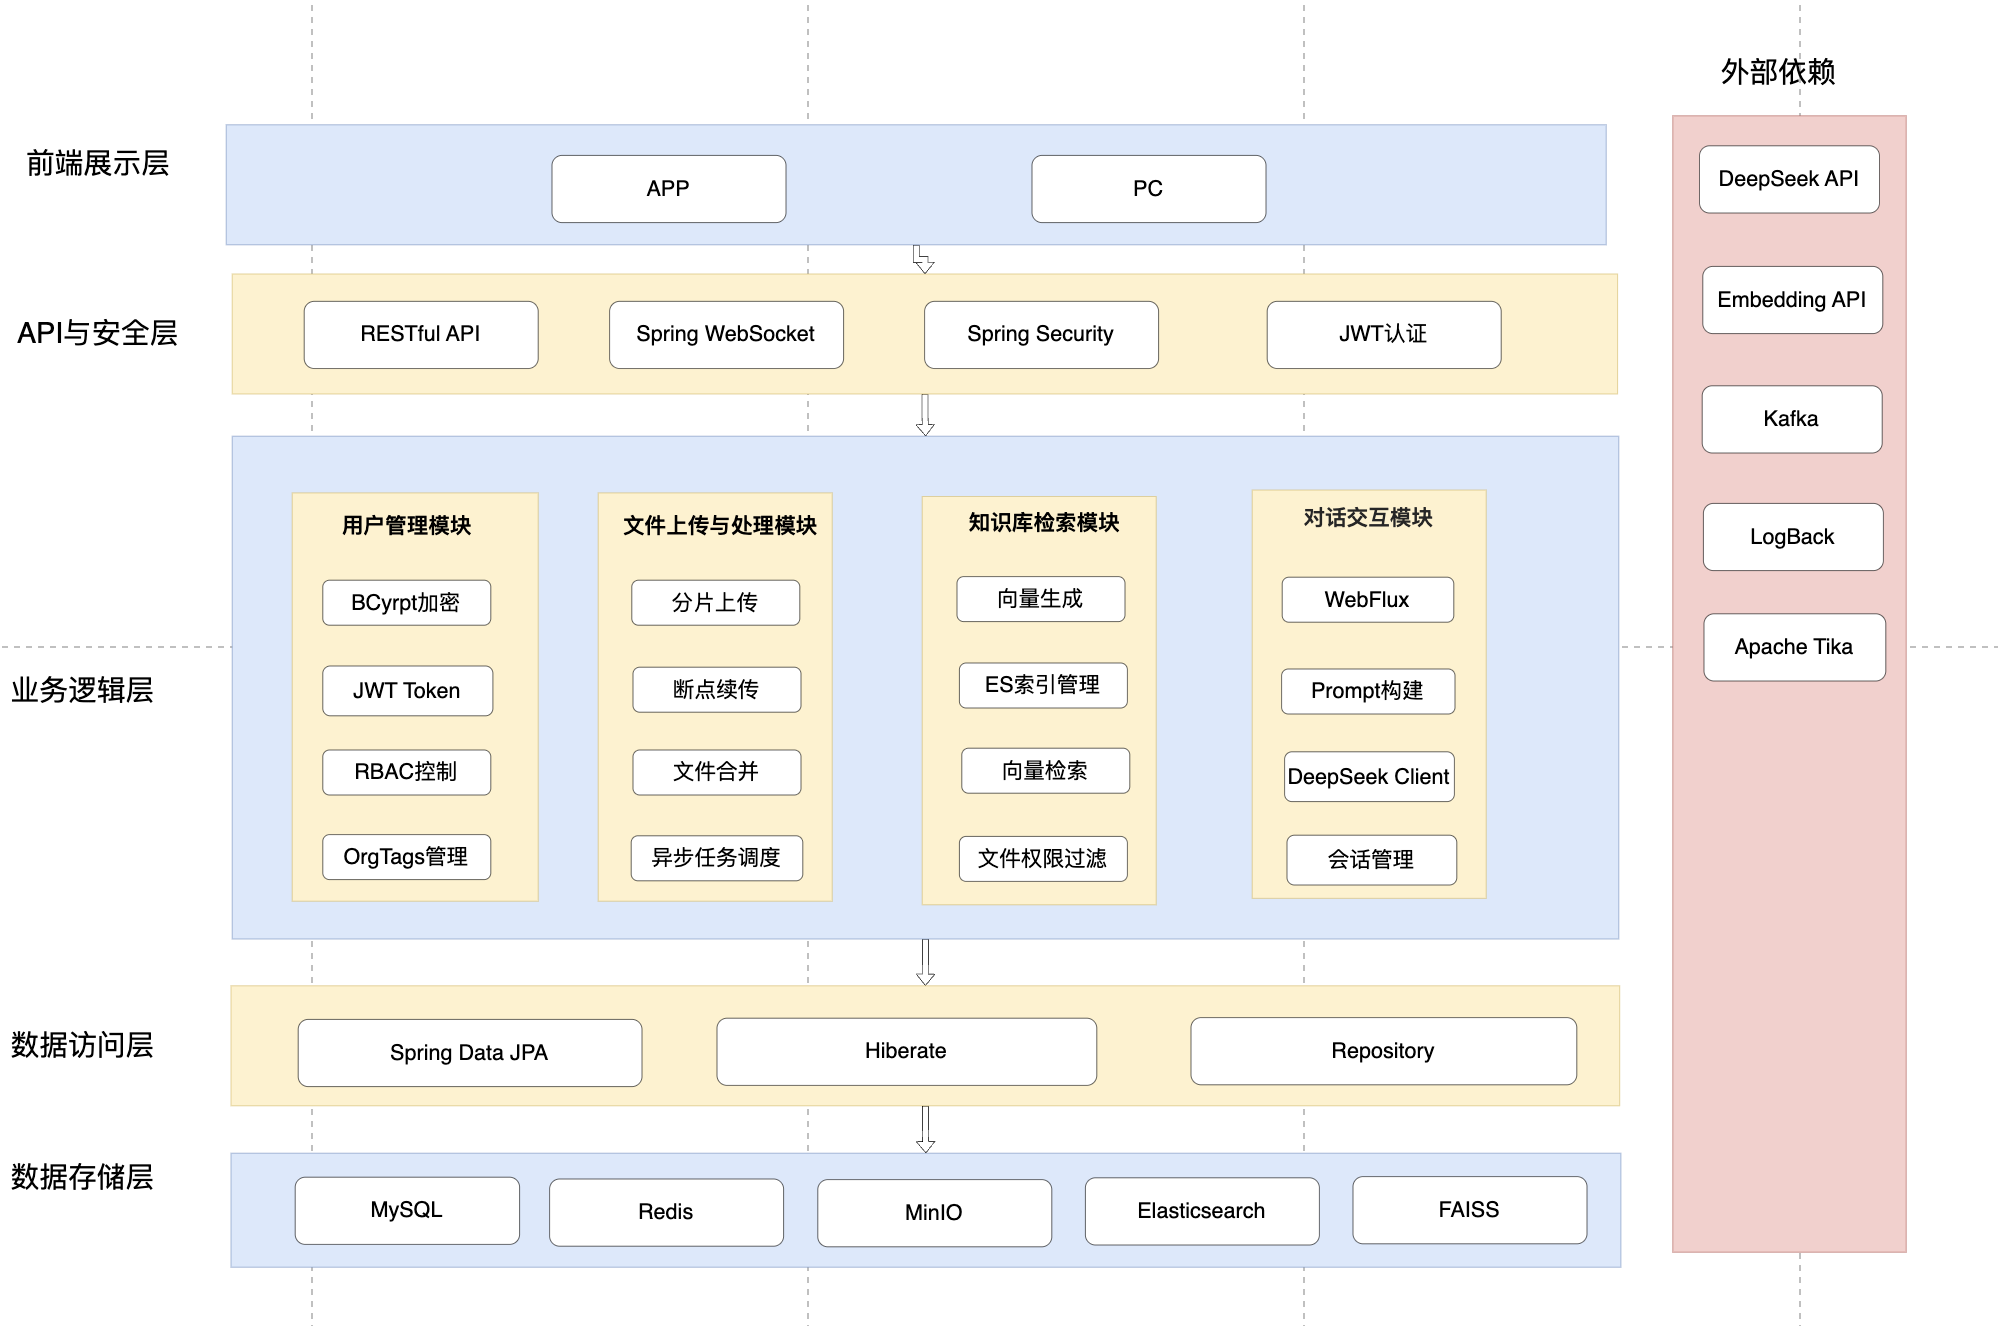 外部依赖
前端展示层
APP
PC
API与安全层
RESTful API
Spring WebSocket
Spring Security
JWT认证
业务逻辑层
用户管理模块
BCyrpt加密
JWT Token
RBAC控制
OrgTags管理
文件上传与处理模块
分片上传
断点续传
文件合并
异步任务调度
知识库检索模块
向量生成
ES索引管理
向量检索
文件权限过滤
对话交互模块
WebFlux
Prompt构建
DeepSeek Client
会话管理
数据访问层
Spring Data JPA
Hiberate
Repository
数据存储层
MySQL
Redis
MinIO
Elasticsearch
FAISS
DeepSeek API
Embedding API
Kafka
LogBack
Apache Tika